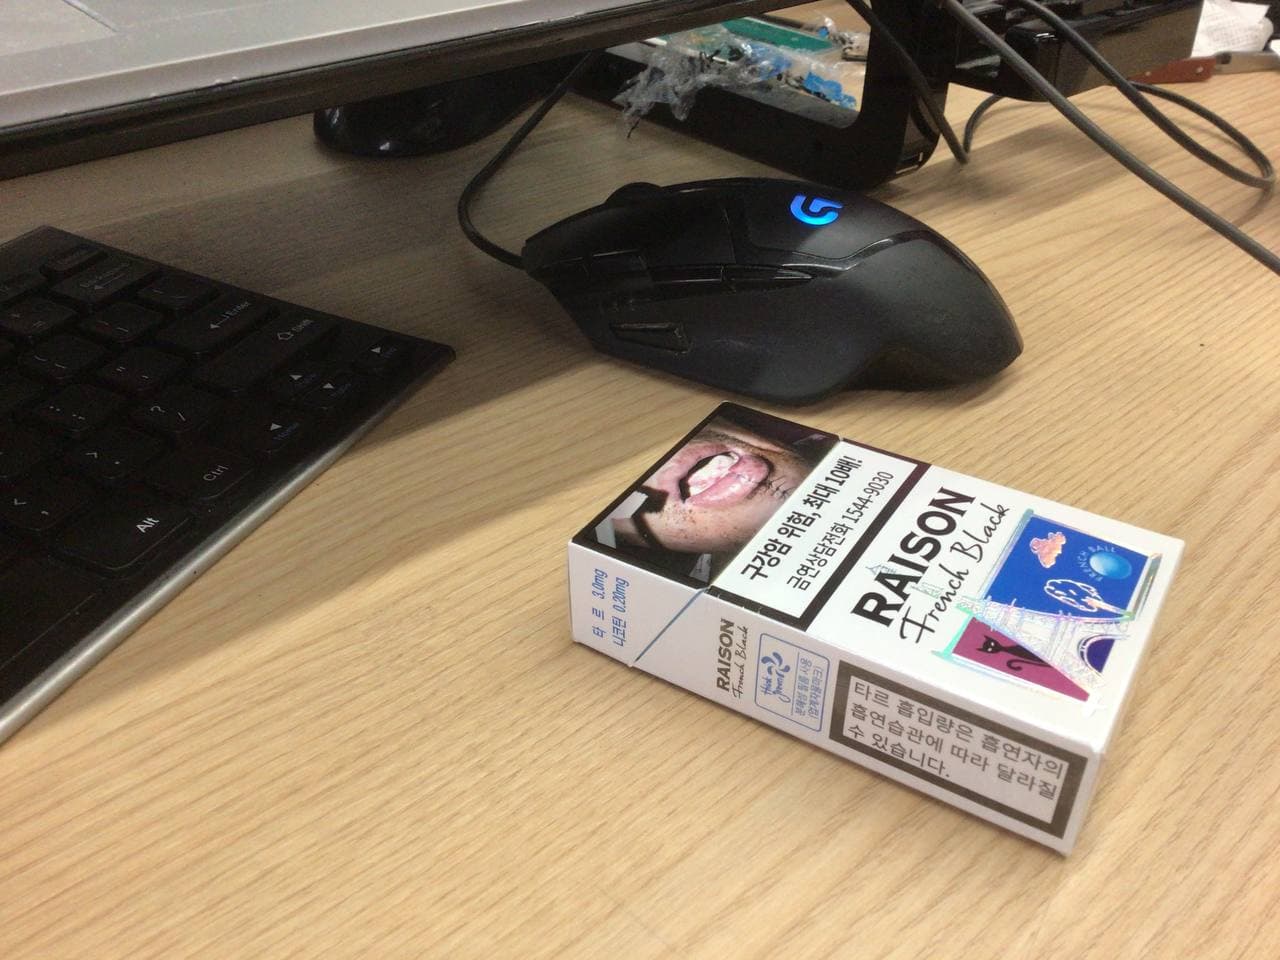 구강암 위험, 최대 10배!
금연상담전화 1544-9030
RAISON
French Black
FRENCH BALL
타 르 3.0mg
니코틴 0.20mg
RAISON
French Black
타르 흡입량은 흡연자의
흡연습관에 따라 달라질
수 있습니다.
Enter
Shift
Ctrl
Alt